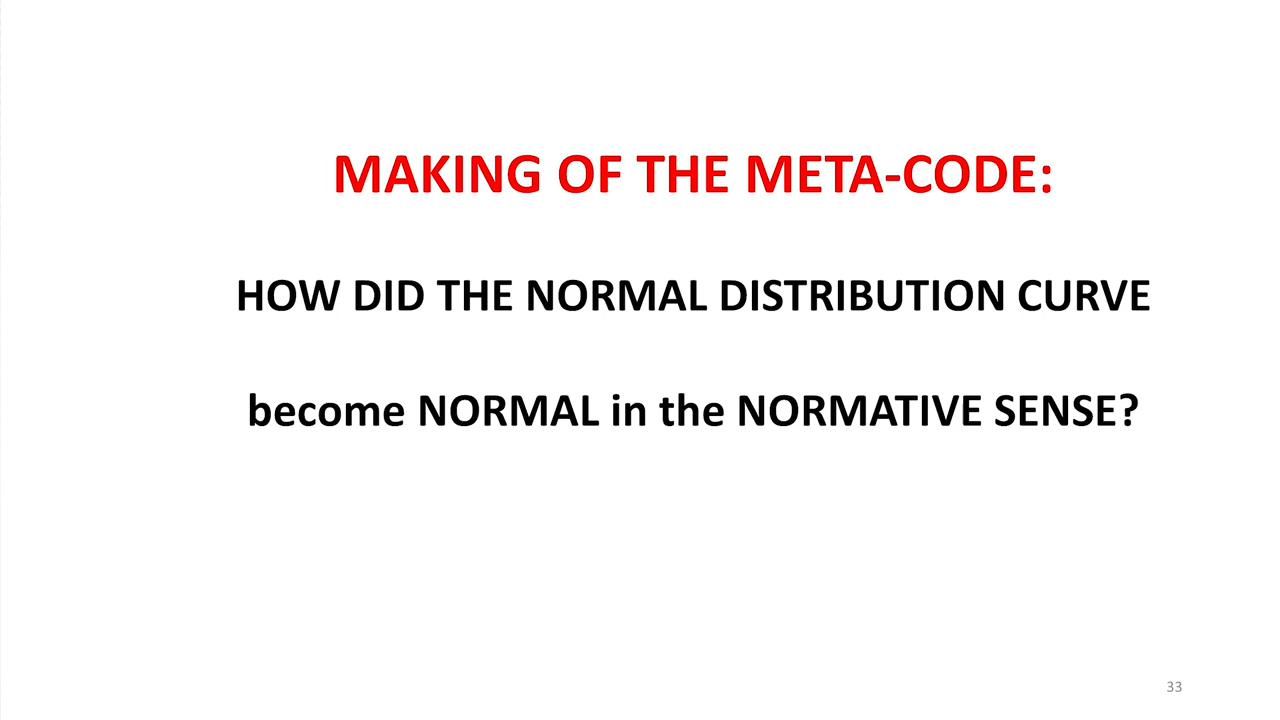 MAKING OF THE META-CODE:
HOW DID THE NORMAL DISTRIBUTION CURVE
become NORMAL in the NORMATIVE SENSE?
33